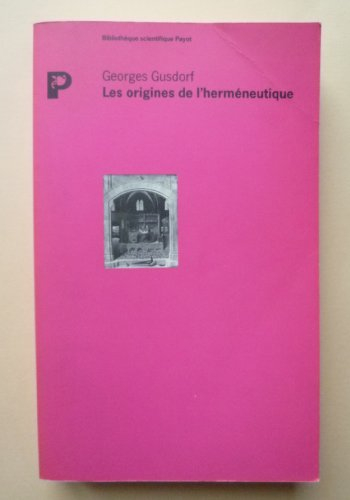 Bibliothèque scientifique Payot
P
Georges Gusdorf
Les origines de l'herméneutique